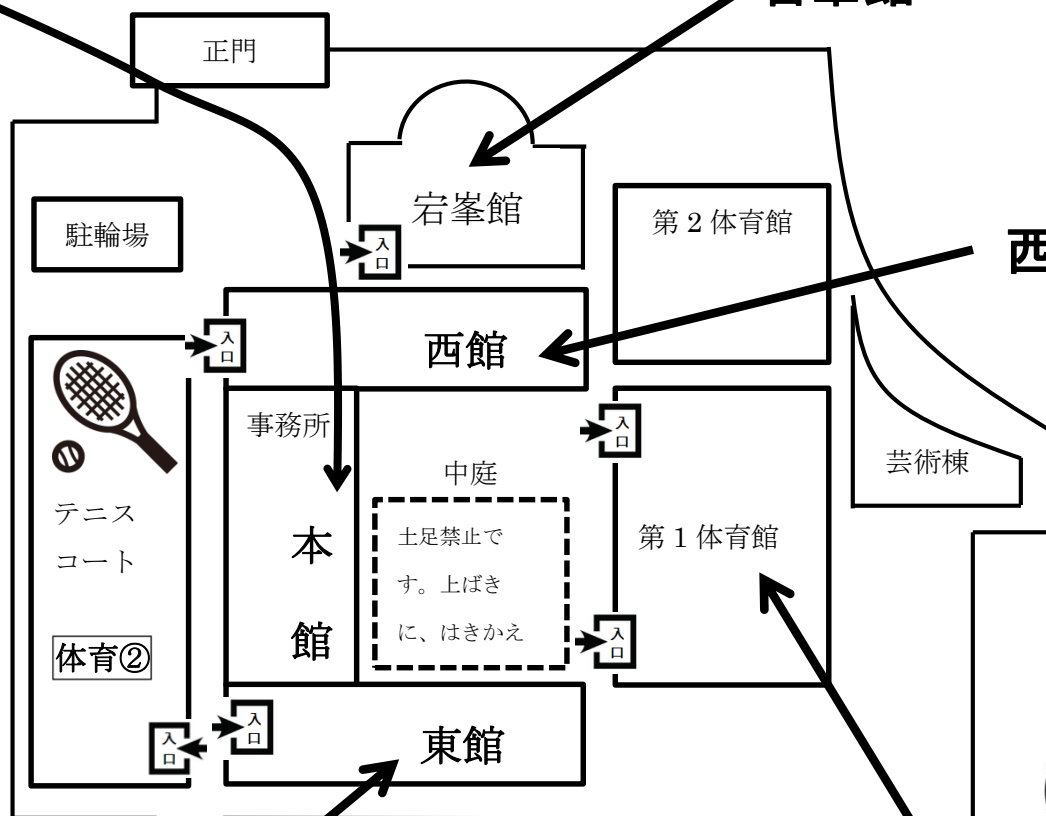 正門
岩峯館
駐輪場
入口
第２体育館
西
西館
入口
事務所
入口
中庭
芸術棟
テニス
コート
土足禁止で
す。上ばき
に、はきかえ
第１体育館
本
館
入口
体育②
入口
入口
東館